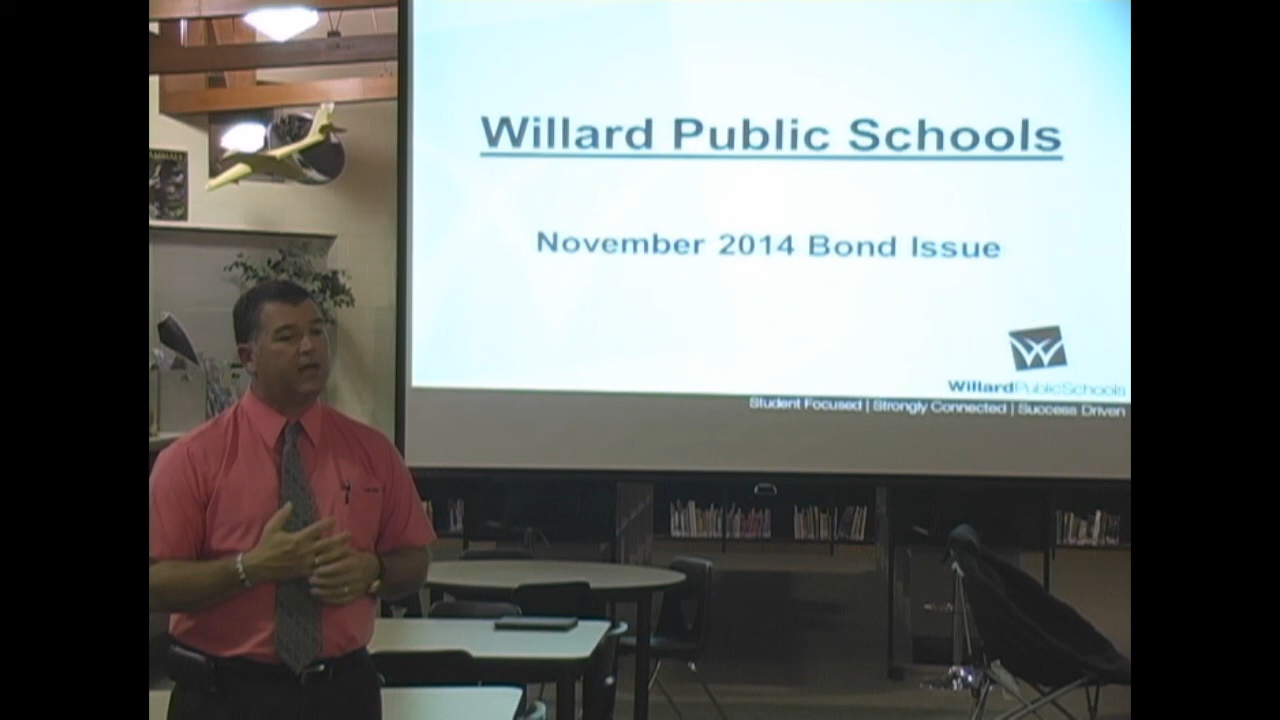 Willard Public Schools
November 2014 Bond Issue
WillardPublicSchools
Student Focused | Strongly Connected | Success Driven